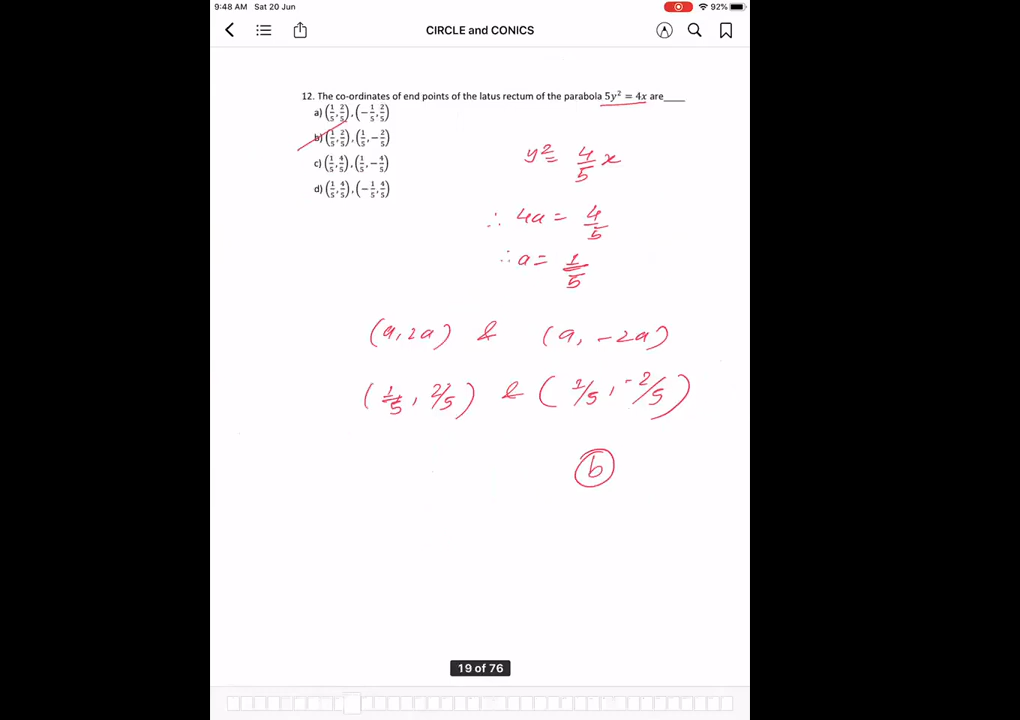 9:48 AM Sat 20 Jun 92%
CIRCLE and CONICS
12. The co-ordinates of end points of the latus rectum of the parabola 5y² = 4x are____
a) (1/5, 2/5), (-1/5, 2/5)
b) (1/5, 2/5), (1/5, -2/5)
c) (1/5, 4/5), (1/5, -4/5)
d) (1/5, 4/5), (-1/5, 4/5)
y² = 4/5 x
∴ 4a = 4/5
∴ a = 1/5
(a, 2a) & (a, -2a)
(1/5, 2/5) & (1/5, -2/5)
b
19 of 76